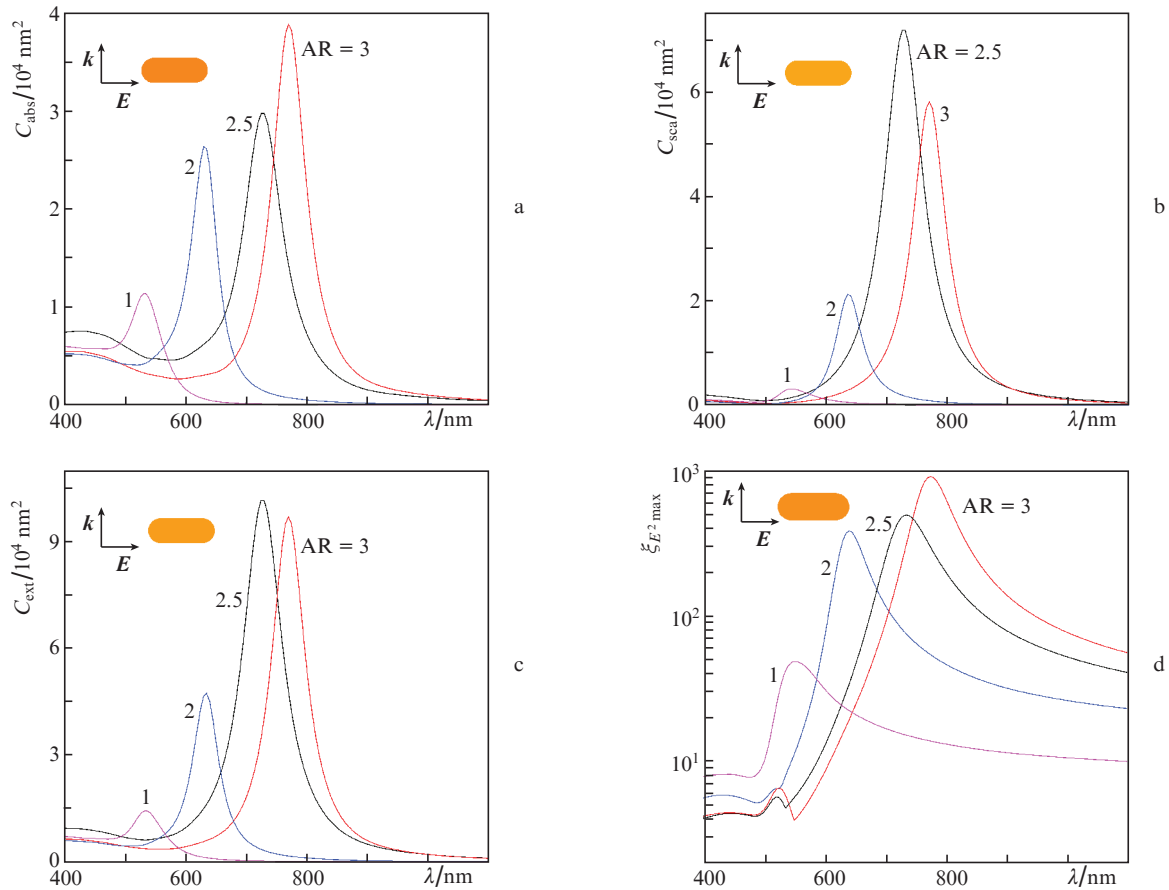 C_abs/10^4 nm^2
4
3
2
1
0
k
E
AR = 3
2.5
2
1
400
600
800
λ/nm
a
C_sca/10^4 nm^2
6
4
2
0
k
E
AR = 2.5
3
2
1
400
600
800
λ/nm
b
C_ext/10^4 nm^2
9
6
3
0
k
E
AR = 3
2.5
2
1
400
600
800
λ/nm
c
ξ_E^2 max
10^3
10^2
10^1
k
E
AR = 3
2.5
2
1
400
600
800
λ/nm
d